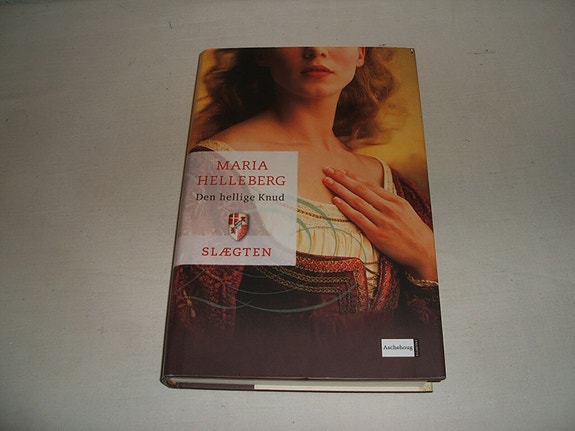 MARIA
HELLEBERG
Den hellige Knud
SLÆGTEN
Aschehoug